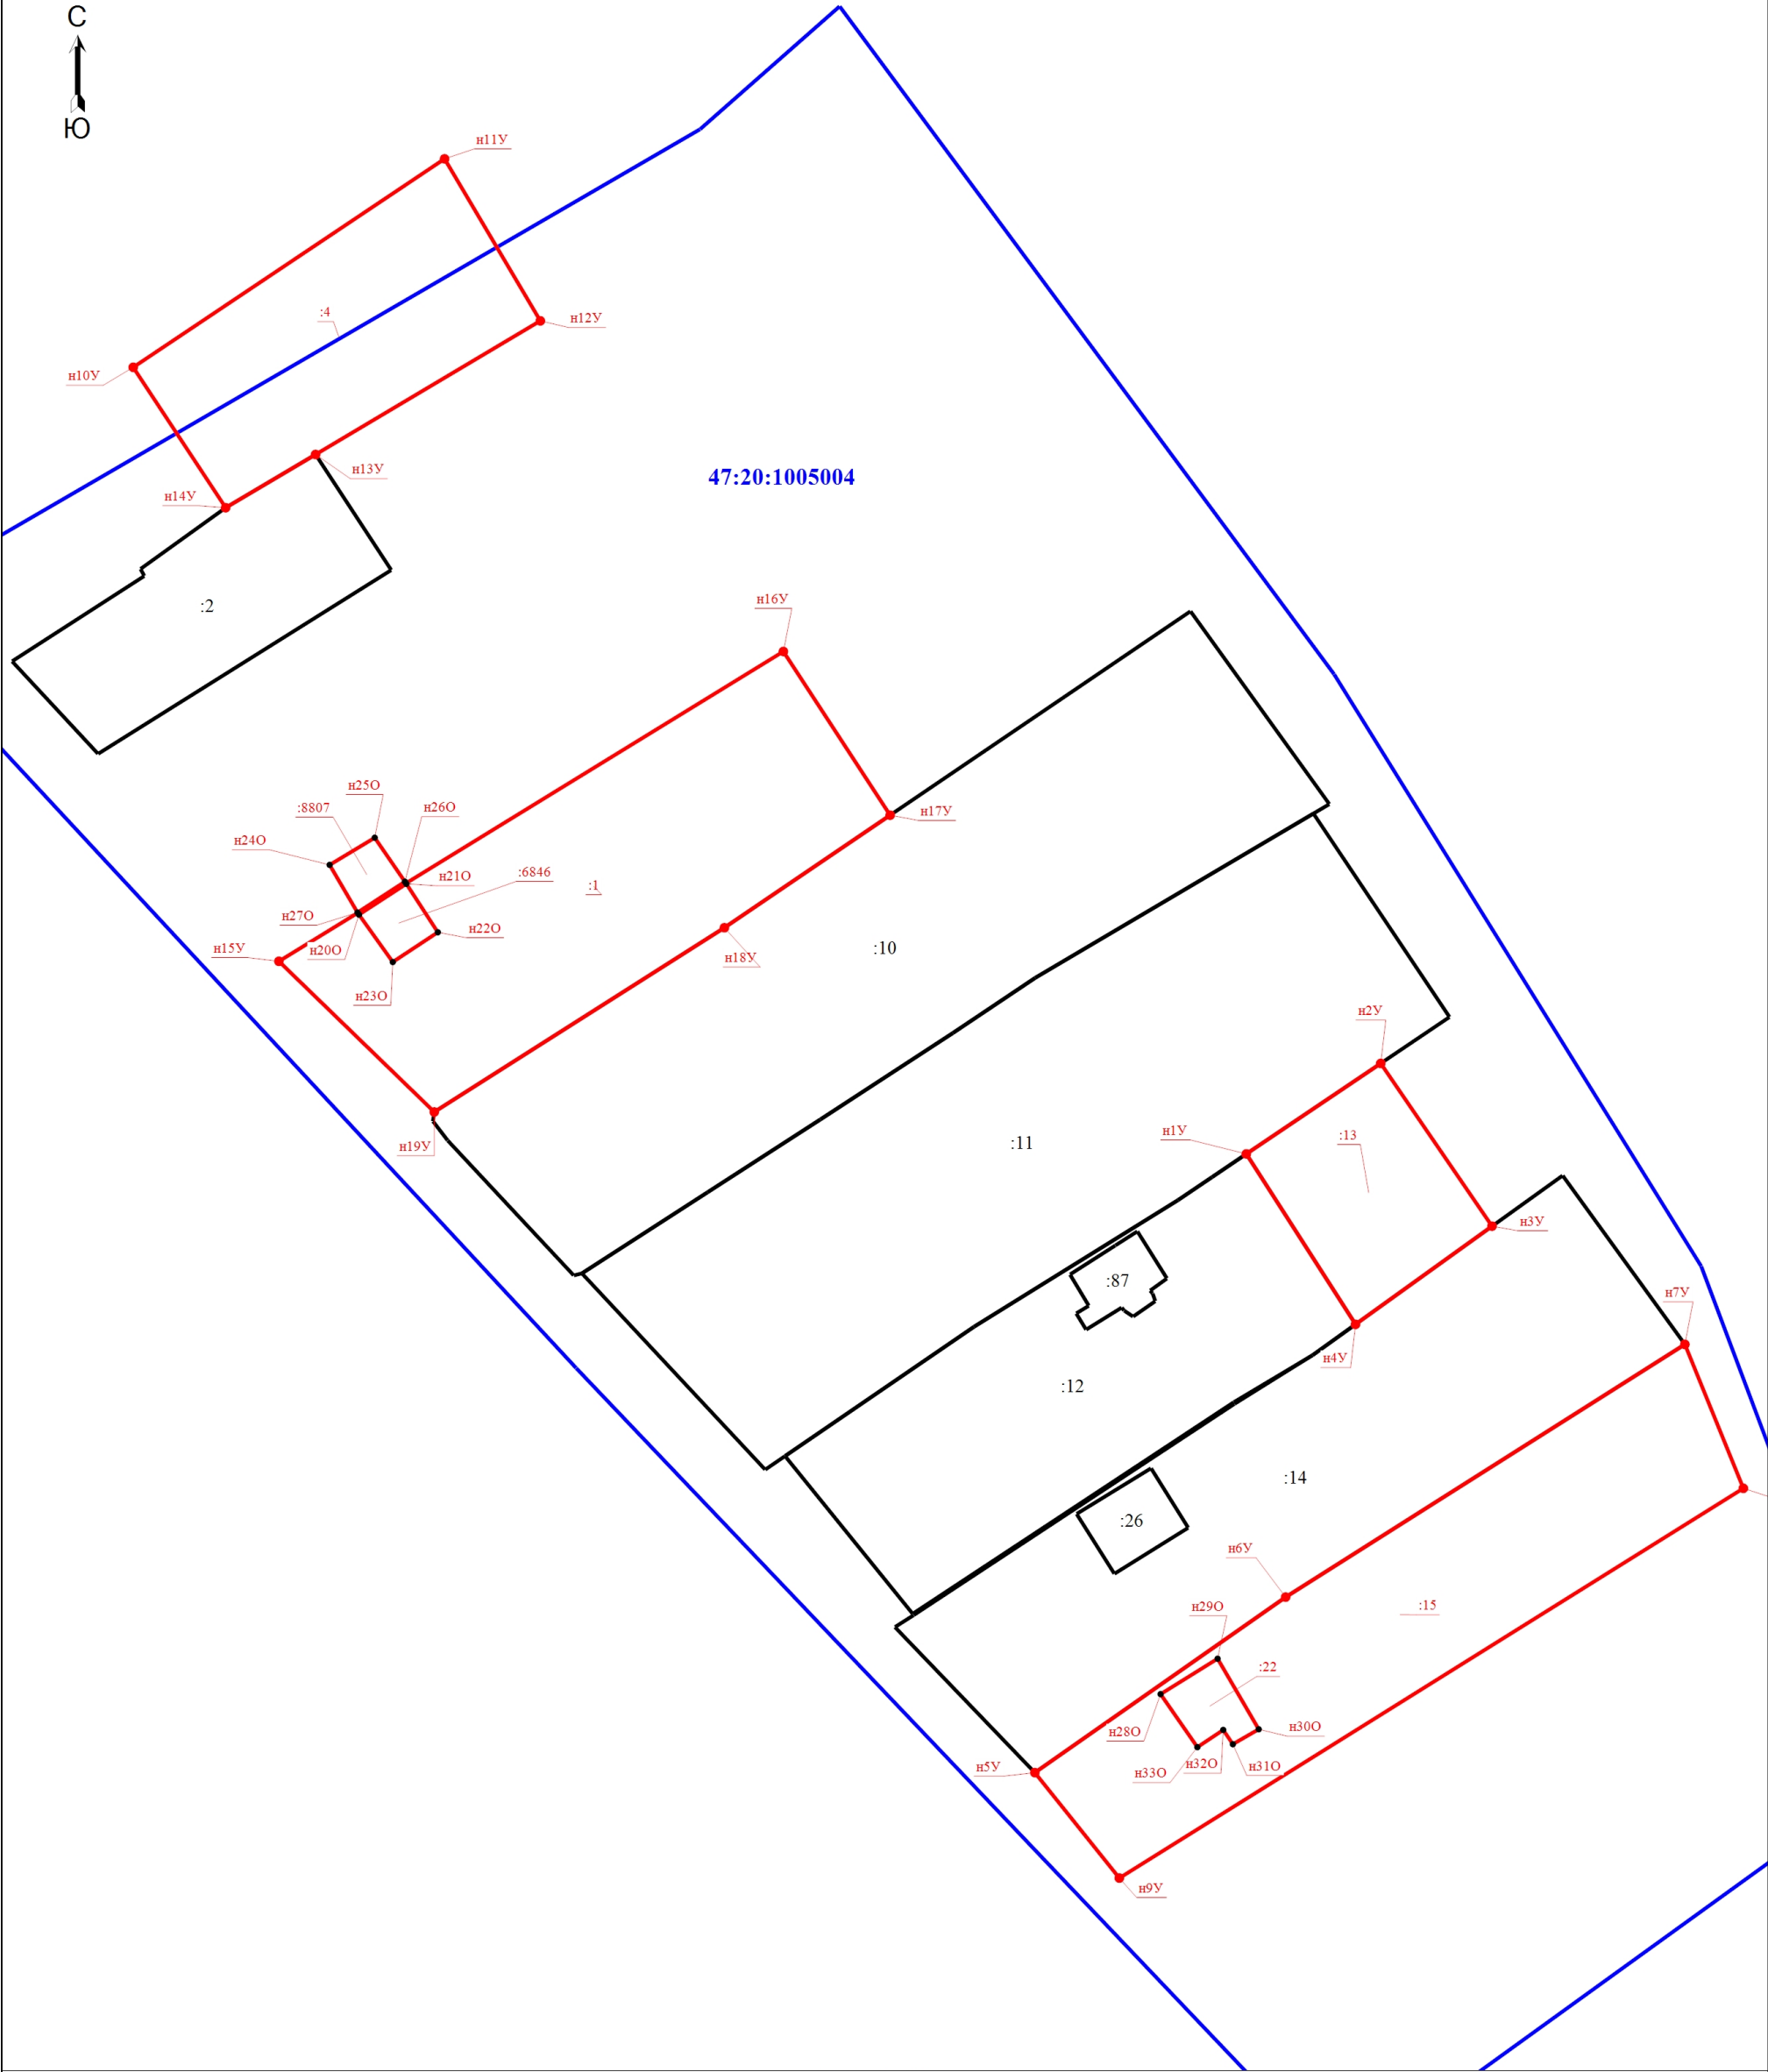 С
Ю
н11У
:4
н12У
н10У
н13У
47:20:1005004
н14У
:2
н16У
н25О
:8807
н26О
н17У
н24О
:6846
н21О
:1
н27О
н22О
н20О
н15У
:10
н18У
н23О
н2У
н1У
:13
:11
н19У
н3У
:87
н7У
н4У
:12
:14
:26
н6У
:15
н29О
:22
н30О
н28О
н32О
н31О
н5У
н33О
н9У